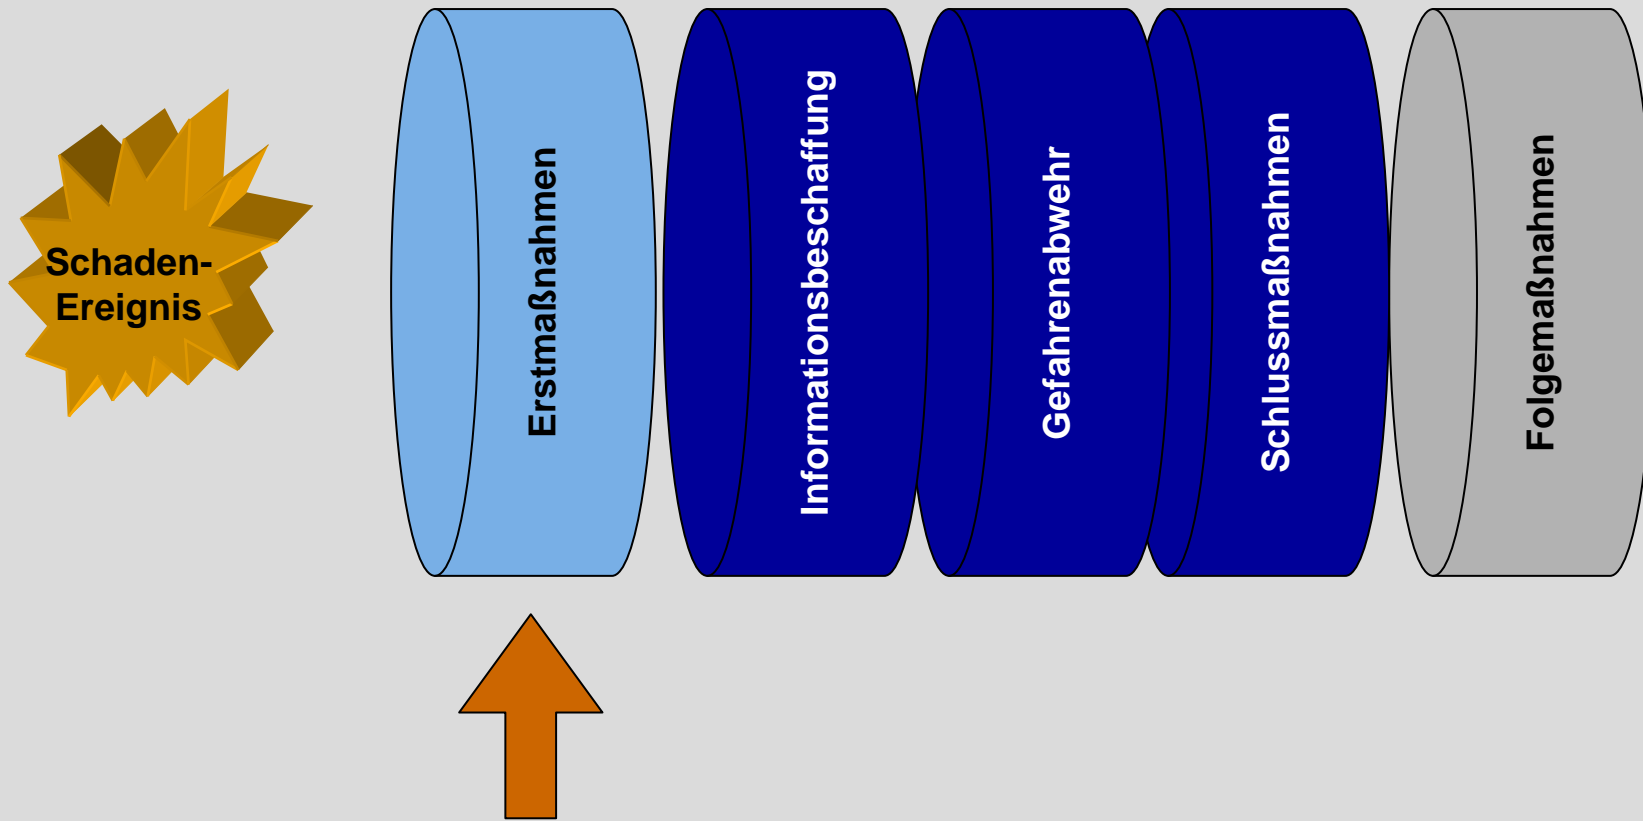 Schaden-
Ereignis
Erstmaßnahmen
Informationsbeschaffung
Gefahrenabwehr
Schlussmaßnahmen
Folgemaßnahmen